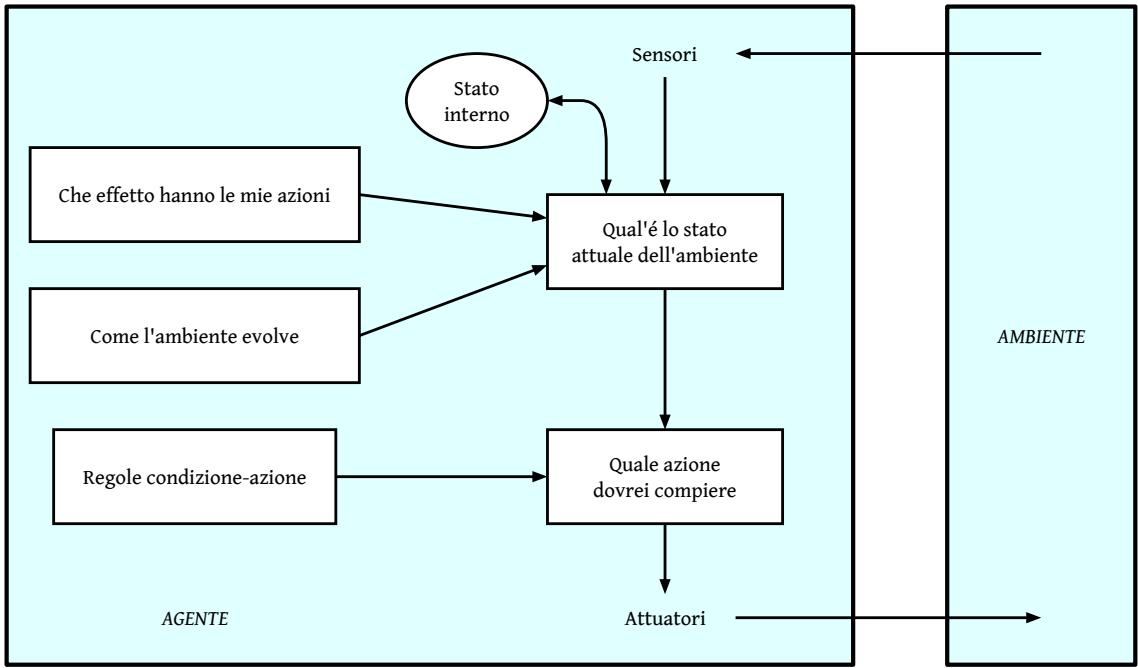 Sensori
Stato
interno
Che effetto hanno le mie azioni
Qual'é lo stato
attuale dell'ambiente
Come l'ambiente evolve
AMBIENTE
Regole condizione-azione
Quale azione
dovrei compiere
AGENTE
Attuatori